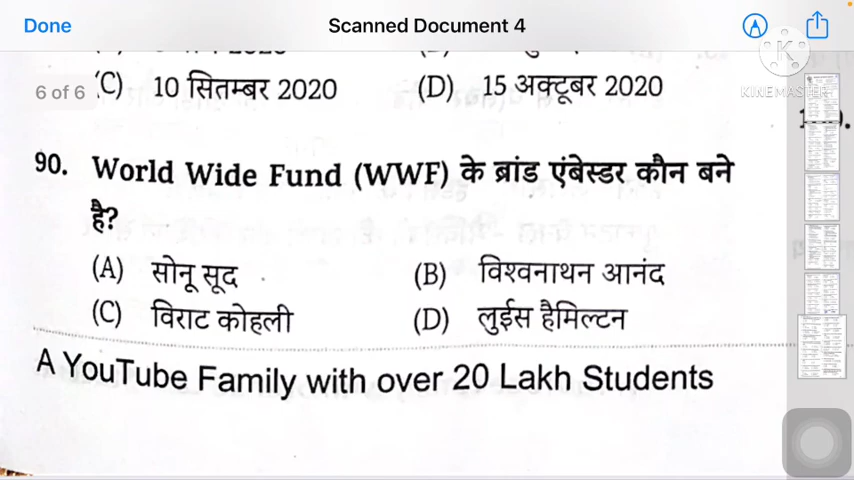 Done
Scanned Document 4
KINEMASTER
6 of 6
(C) 10 सितम्बर 2020
(D) 15 अक्टूबर 2020
90. World Wide Fund (WWF) के ब्रांड एंबेस्डर कौन बने
है?
(A) सोनू सूद
(B) विश्वनाथन आनंद
(C) विराट कोहली
(D) लुईस हैमिल्टन
A YouTube Family with over 20 Lakh Students